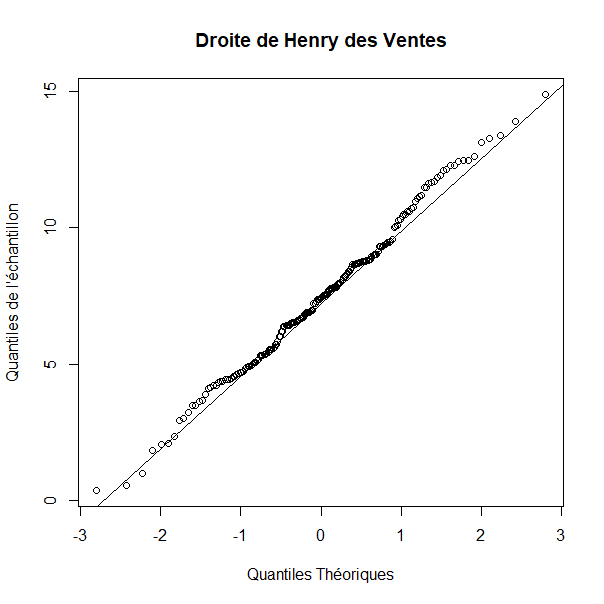 Droite de Henry des Ventes
15
10
5
0
Quantiles de l'échantillon
-3 -2 -1 0 1 2 3
Quantiles Théoriques